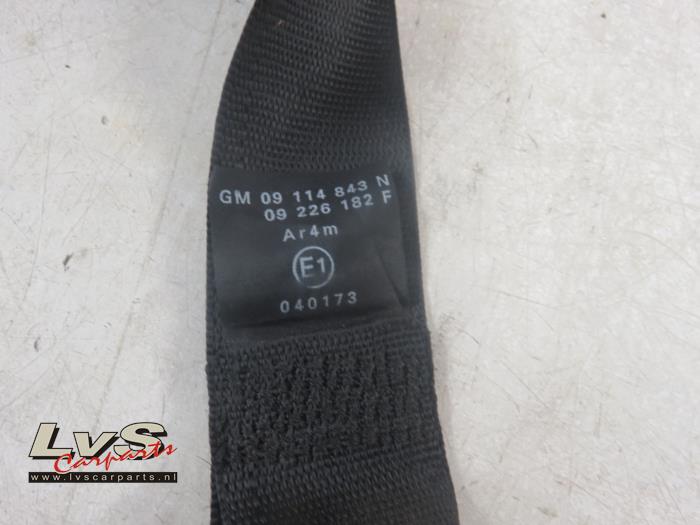 GM 09 114 843 N
09 226 182 F
Ar4m
E1
040173
LvS
Carparts
www.lvscarparts.nl